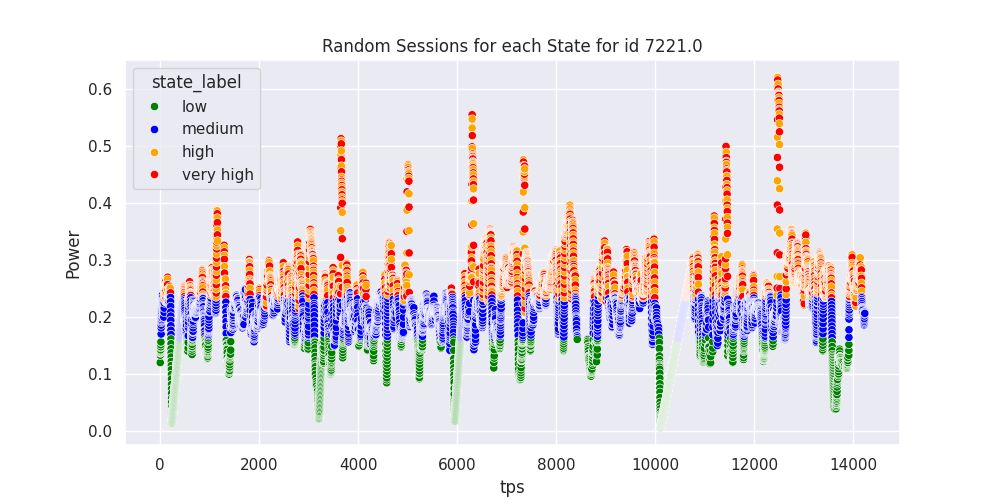 Random Sessions for each State for id 7221.0
state_label
low
medium
high
very high
Power
0.6
0.5
0.4
0.3
0.2
0.1
0.0
0 2000 4000 6000 8000 10000 12000 14000
tps